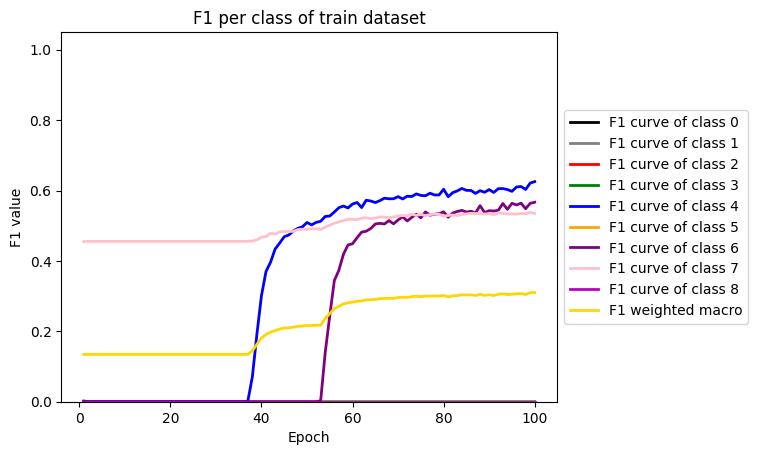 F1 per class of train dataset
F1 value
1.0
0.8
0.6
0.4
0.2
0.0
0
20
40
60
80
100
Epoch
F1 curve of class 0
F1 curve of class 1
F1 curve of class 2
F1 curve of class 3
F1 curve of class 4
F1 curve of class 5
F1 curve of class 6
F1 curve of class 7
F1 curve of class 8
F1 weighted macro